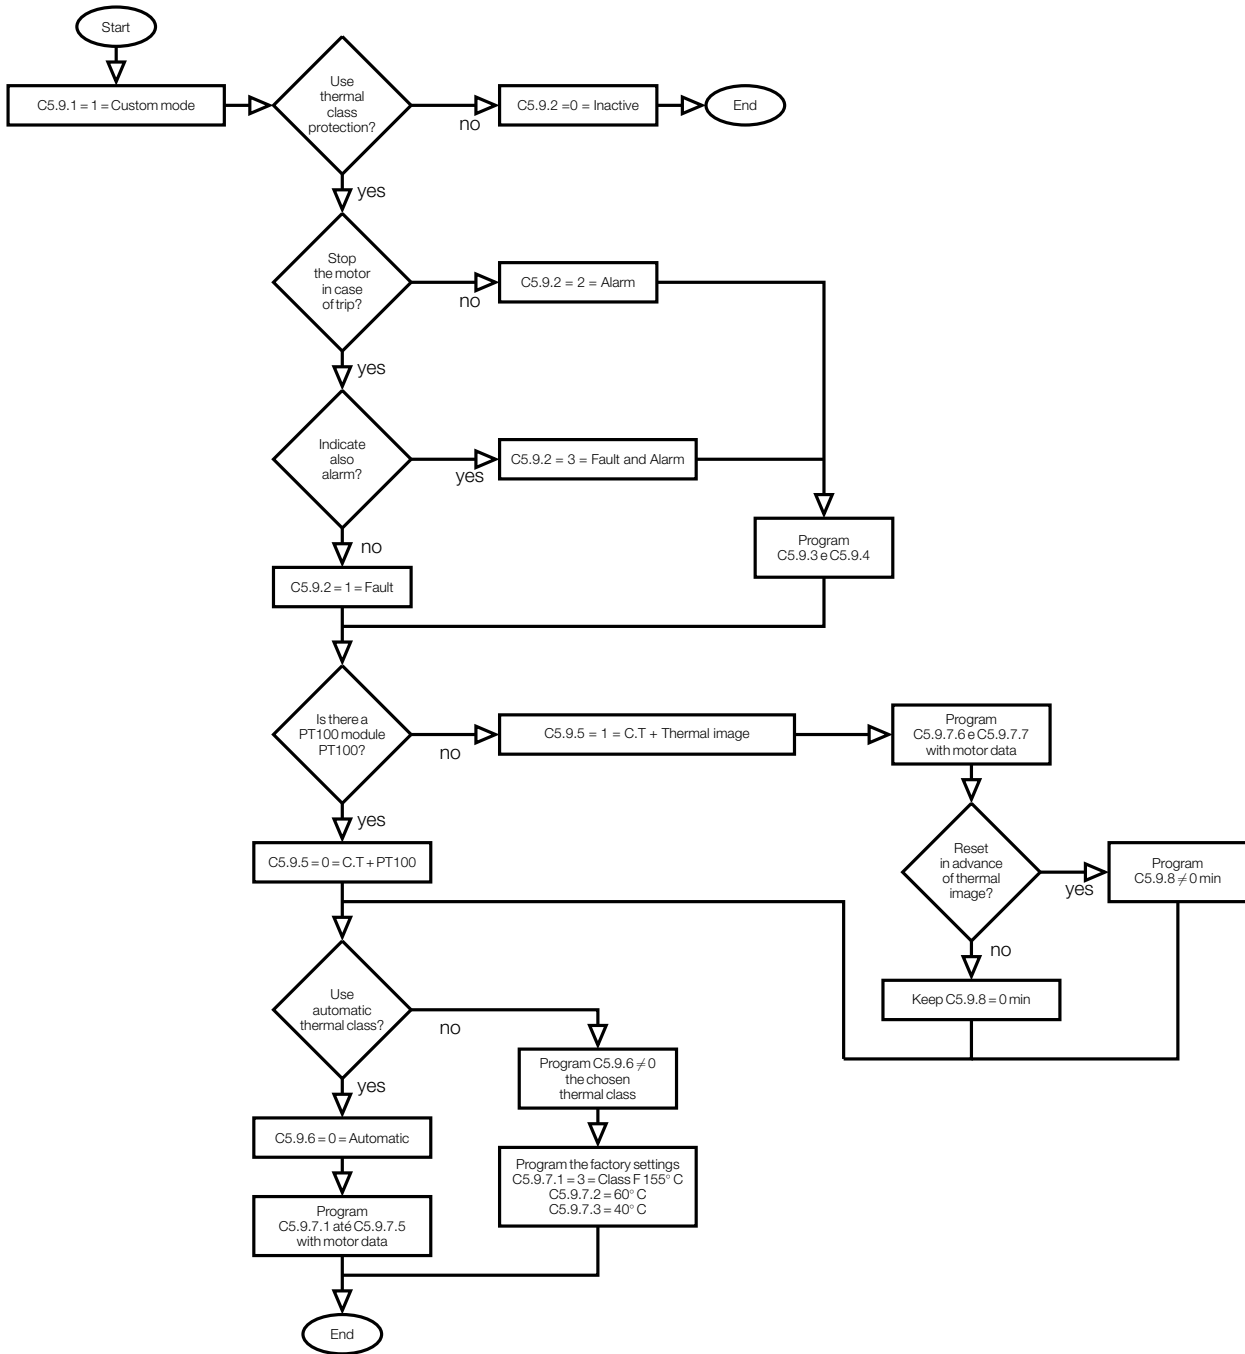 Start
C5.9.1 = 1 = Custom mode
Use
thermal
class
protection?
no
C5.9.2 =0 = Inactive
End
yes
Stop
the motor
in case
of trip?
no
C5.9.2 = 2 = Alarm
yes
Indicate
also
alarm?
yes
C5.9.2 = 3 = Fault and Alarm
Program
C5.9.3 e C5.9.4
no
C5.9.2 = 1 = Fault
Is there a
PT100 module
PT100?
no
C5.9.5 = 1 = C.T + Thermal image
Program
C5.9.7.6 e C5.9.7.7
with motor data
yes
C5.9.5 = 0 = C.T + PT100
Reset
in advance
of thermal
image?
yes
Program
C5.9.8 ≠ 0 min
no
Keep C5.9.8 = 0 min
Use
automatic
thermal class?
no
Program C5.9.6 ≠ 0
the chosen
thermal class
yes
C5.9.6 = 0 = Automatic
Program the factory settings
C5.9.7.1 = 3 = Class F 155° C
C5.9.7.2 = 60° C
C5.9.7.3 = 40° C
Program
C5.9.7.1 até C5.9.7.5
with motor data
End